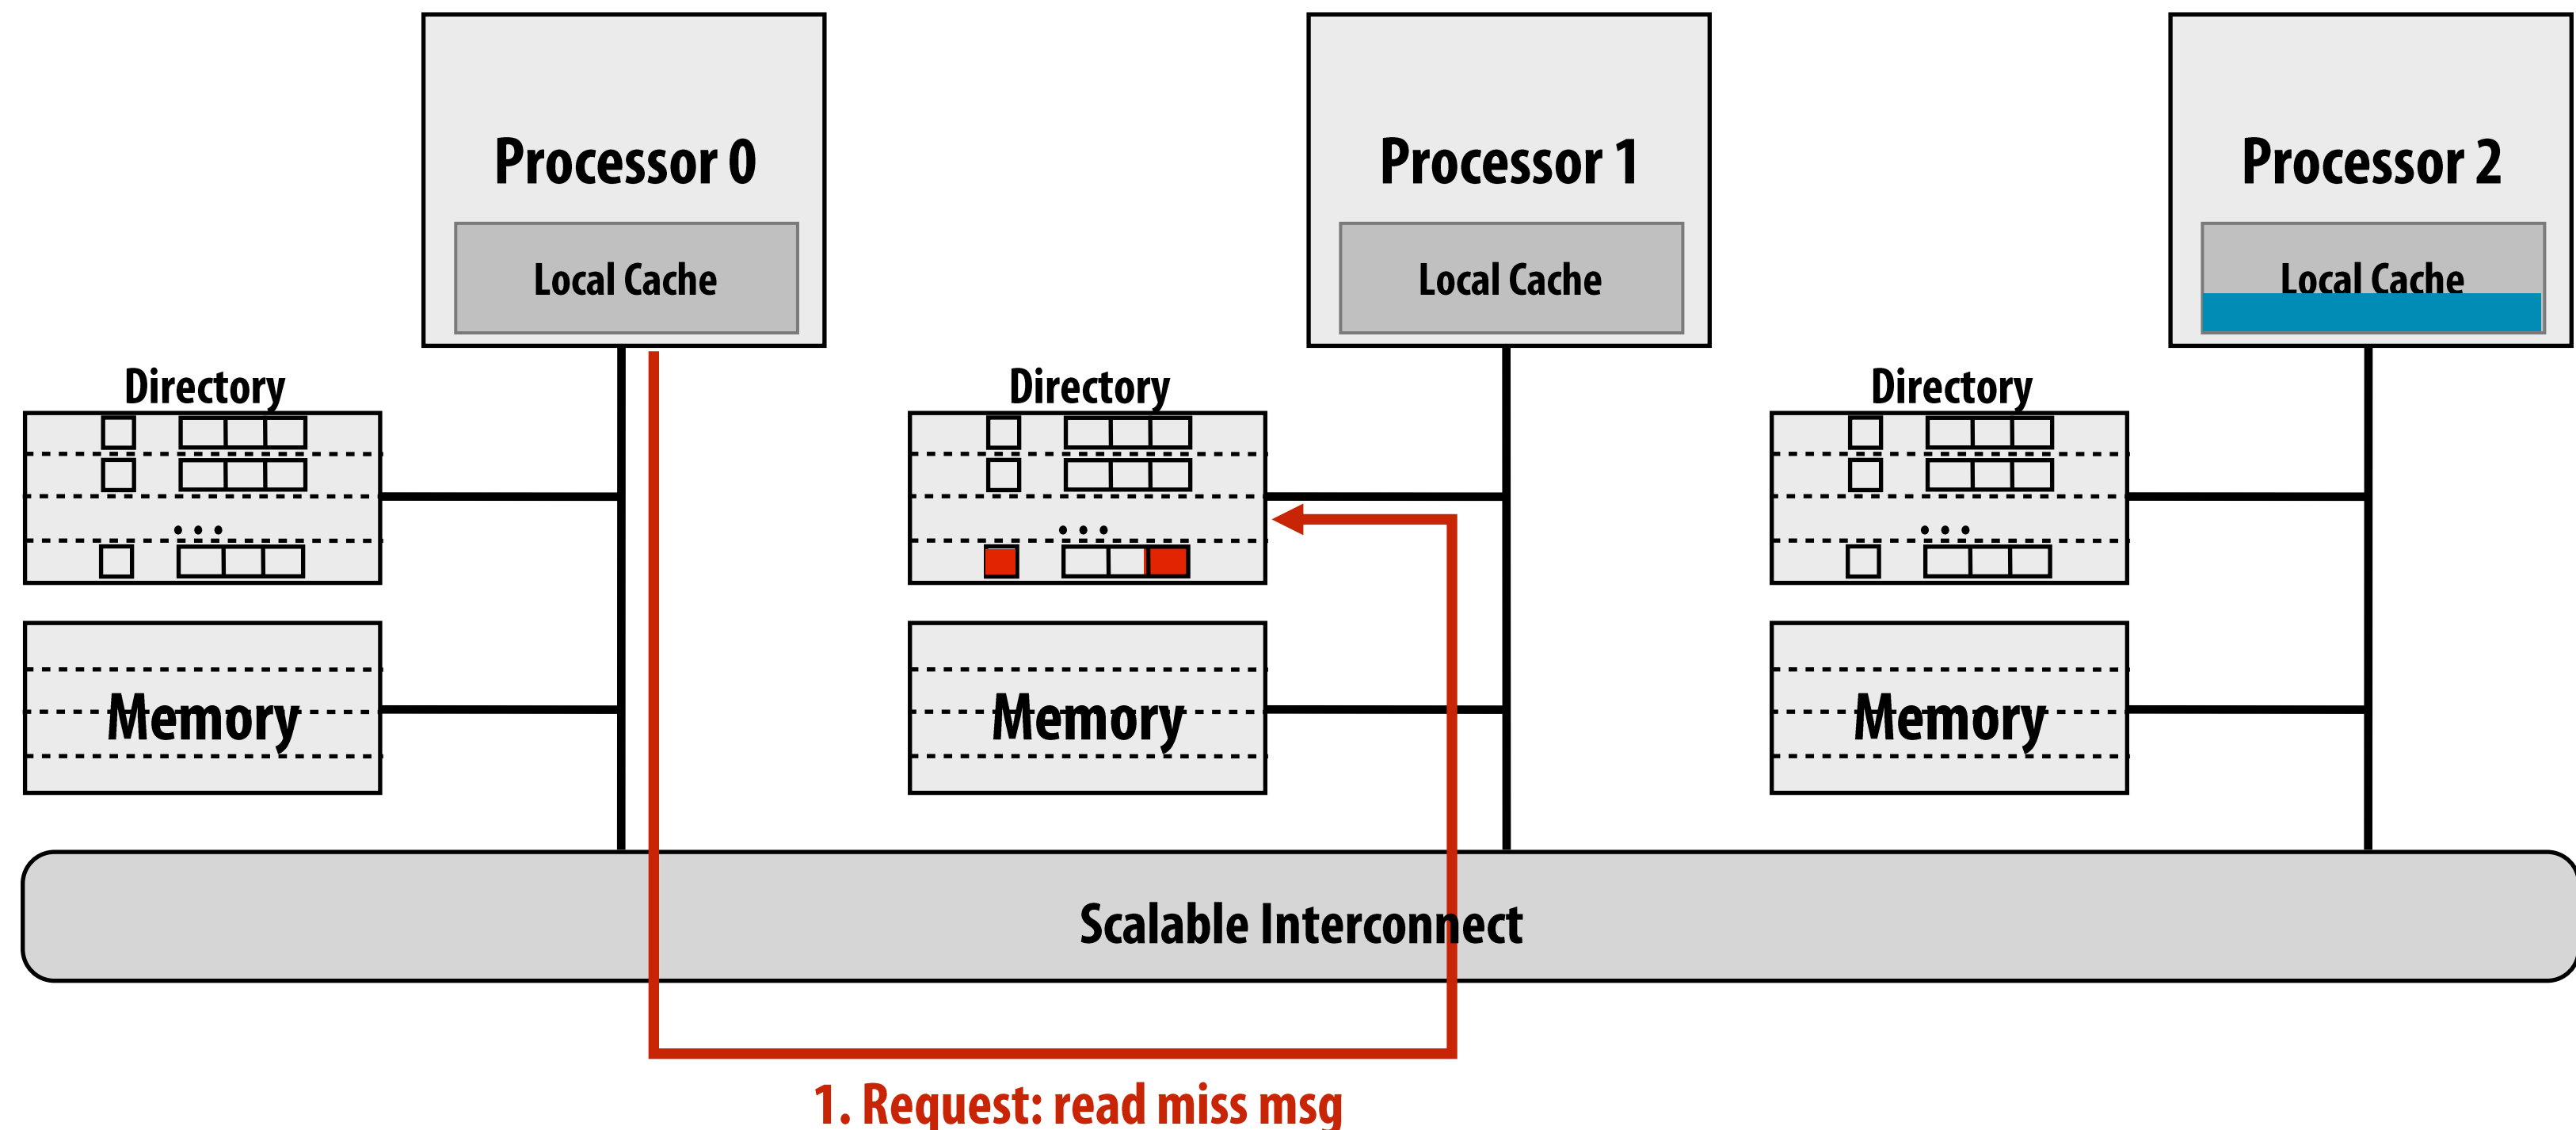 Processor 0
Processor 1
Processor 2
Local Cache
Local Cache
Local Cache
Directory
Directory
Directory
• • •
• • •
• • •
Memory
Memory
Memory
Scalable Interconnect
1. Request: read miss msg